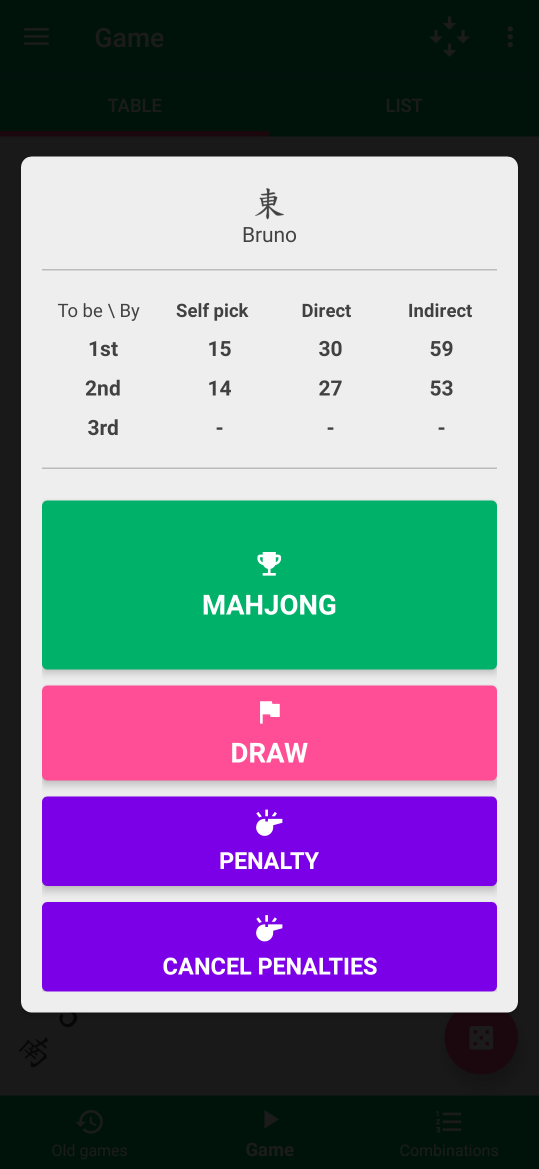 Game
TABLE LIST
東
Bruno
To be \ By Self pick Direct Indirect
1st 15 30 59
2nd 14 27 53
3rd - - -
MAHJONG
DRAW
PENALTY
CANCEL PENALTIES
Old games Game Combinations